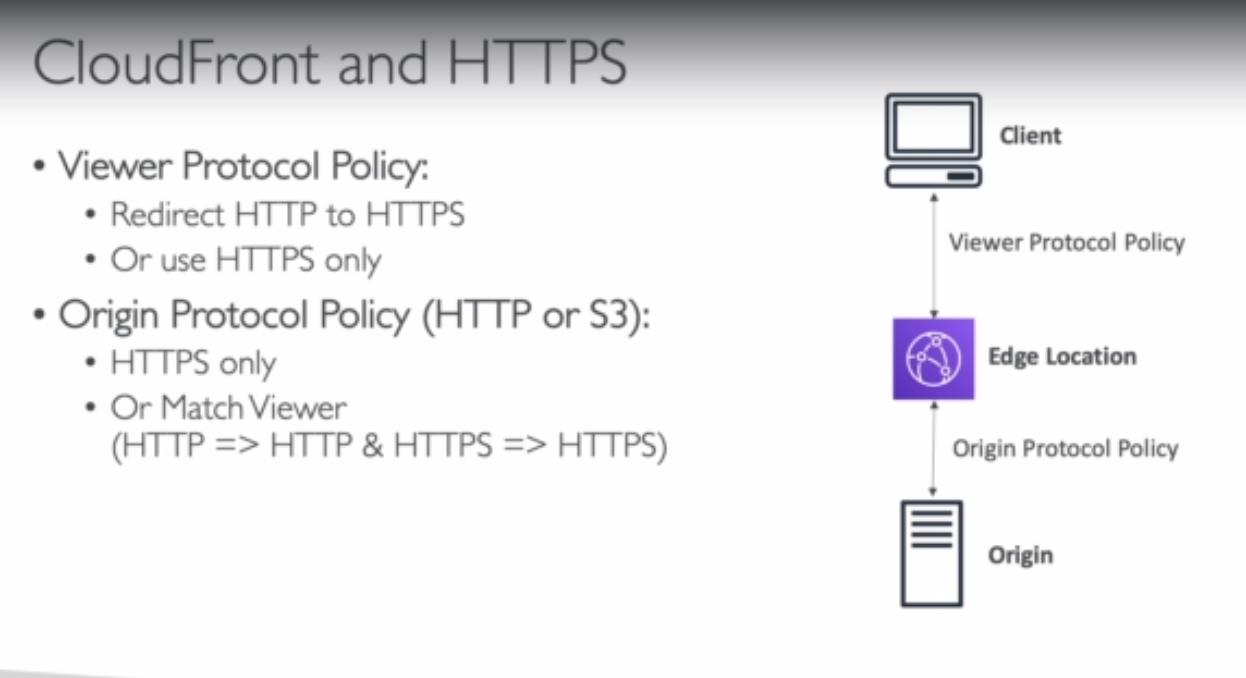 CloudFront and HTTPS
• Viewer Protocol Policy:
• Redirect HTTP to HTTPS
• Or use HTTPS only
• Origin Protocol Policy (HTTP or S3):
• HTTPS only
• Or Match Viewer
(HTTP => HTTP & HTTPS => HTTPS)
Client
Viewer Protocol Policy
Edge Location
Origin Protocol Policy
Origin